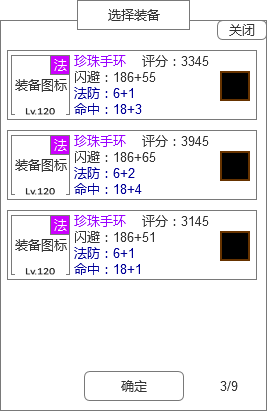 选择装备
关闭
法
装备图标
Lv.120
珍珠手环 评分：3345
闪避：186+55
法防：6+1
命中：18+3
法
装备图标
Lv.120
珍珠手环 评分：3945
闪避：186+65
法防：6+2
命中：18+4
法
装备图标
Lv.120
珍珠手环 评分：3145
闪避：186+51
法防：6+1
命中：18+1
确定 3/9